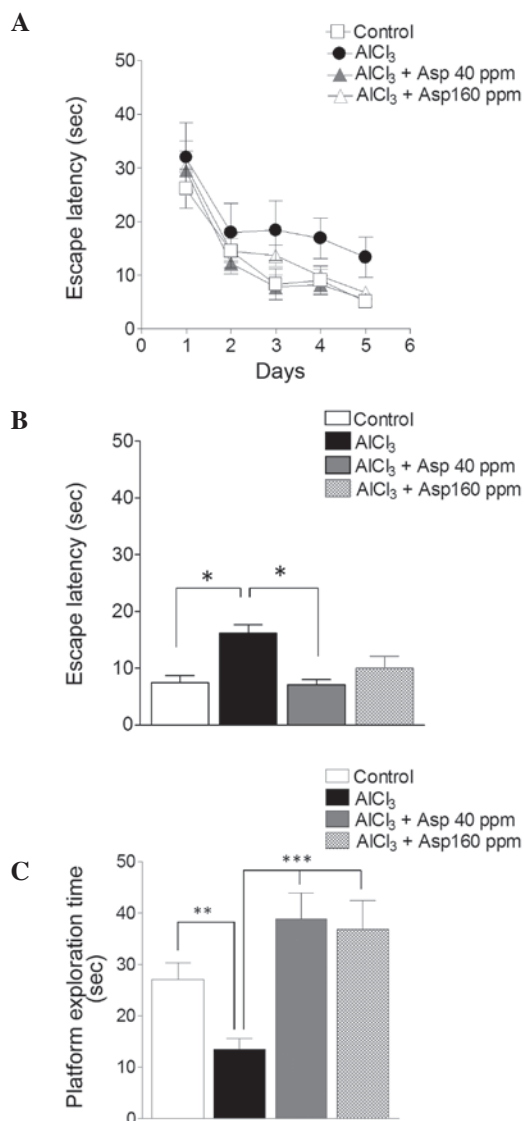 A
Control
AlCl₃
AlCl₃ + Asp 40 ppm
AlCl₃ + Asp160 ppm
Escape latency (sec)
50
40
30
20
10
0
0 1 2 3 4 5 6
Days
B
Control
AlCl₃
AlCl₃ + Asp 40 ppm
AlCl₃ + Asp160 ppm
Escape latency (sec)
50
40
30
20
10
0
* *
C
Control
AlCl₃
AlCl₃ + Asp 40 ppm
AlCl₃ + Asp160 ppm
Platform exploration time
(sec)
50
40
30
20
10
0
** ***